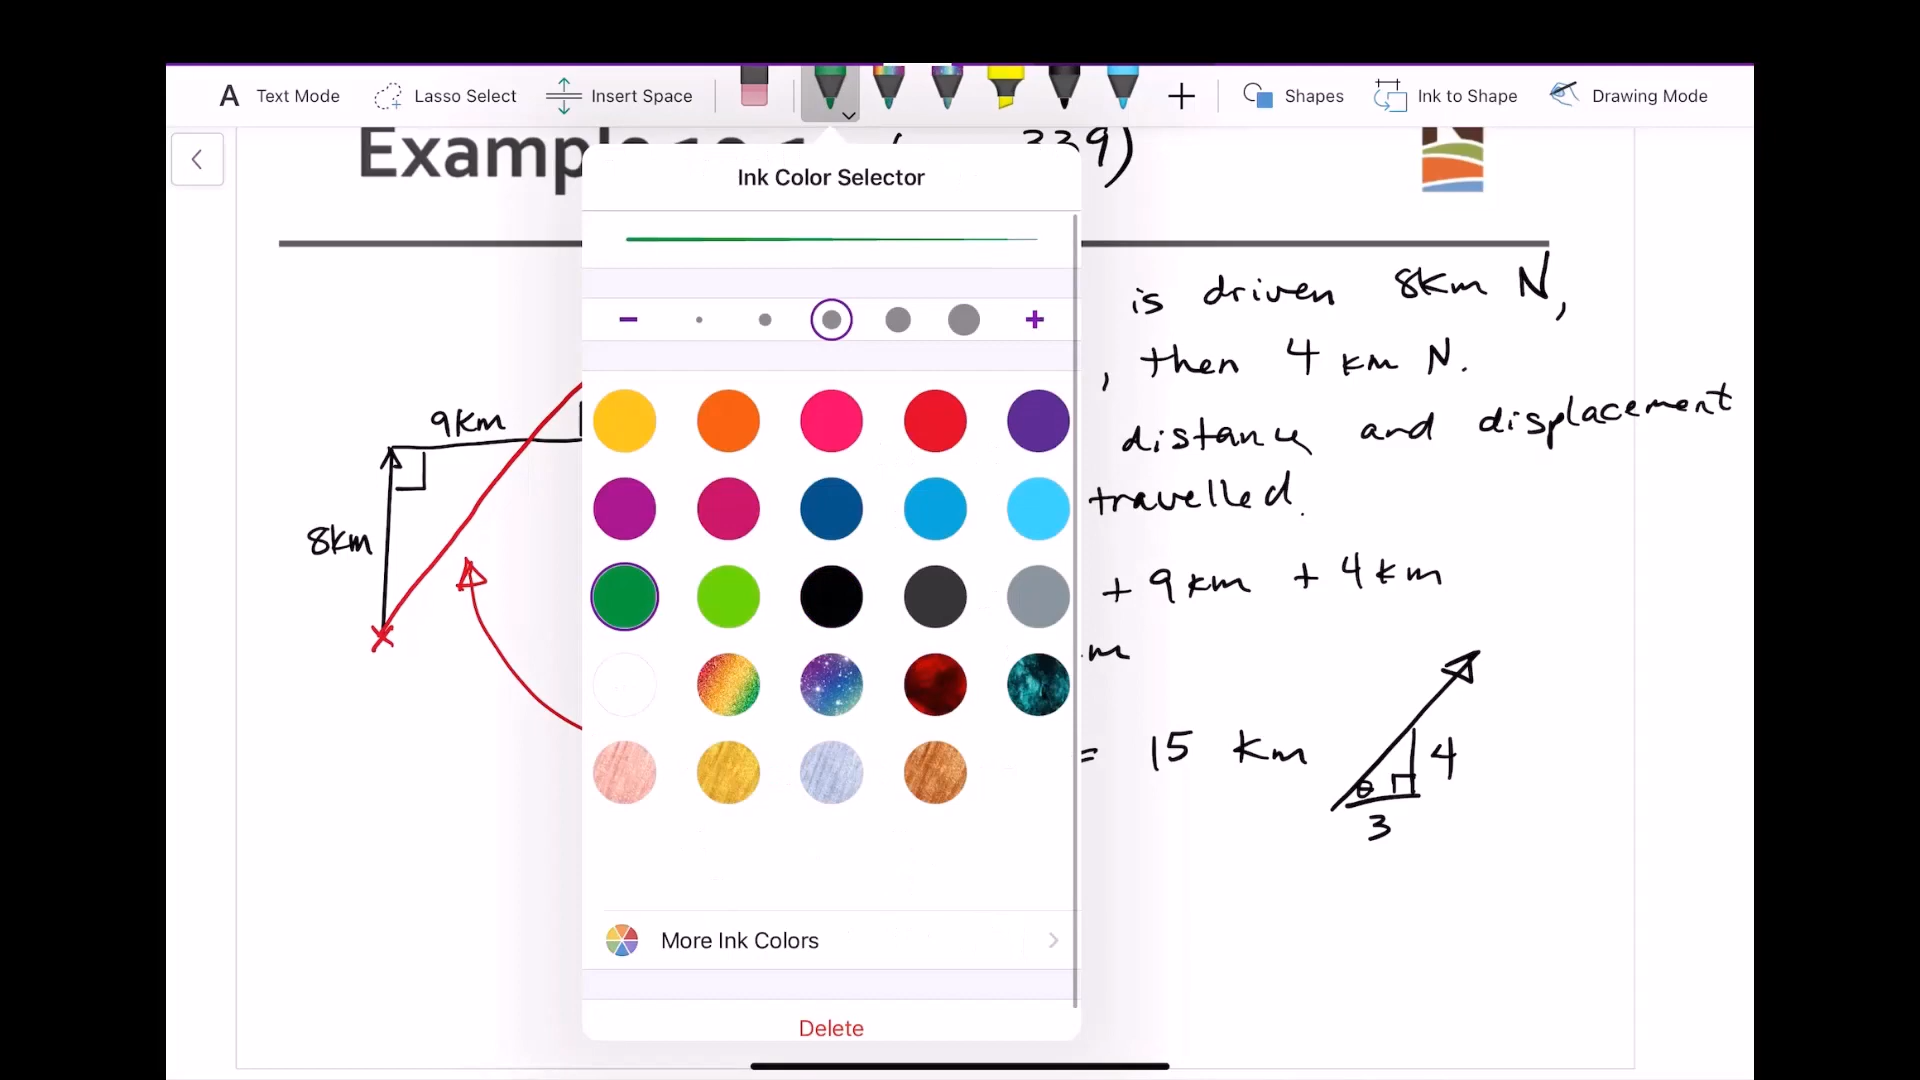 A Text Mode Lasso Select Insert Space Shapes Ink to Shape Drawing Mode
339)
Ink Color Selector
is driven 8km N,
, then 4 km N.
9km
distance and displacement
travelled.
8km
+ 9km + 4km
m
= 15 km
4
θ
3
More Ink Colors
Delete